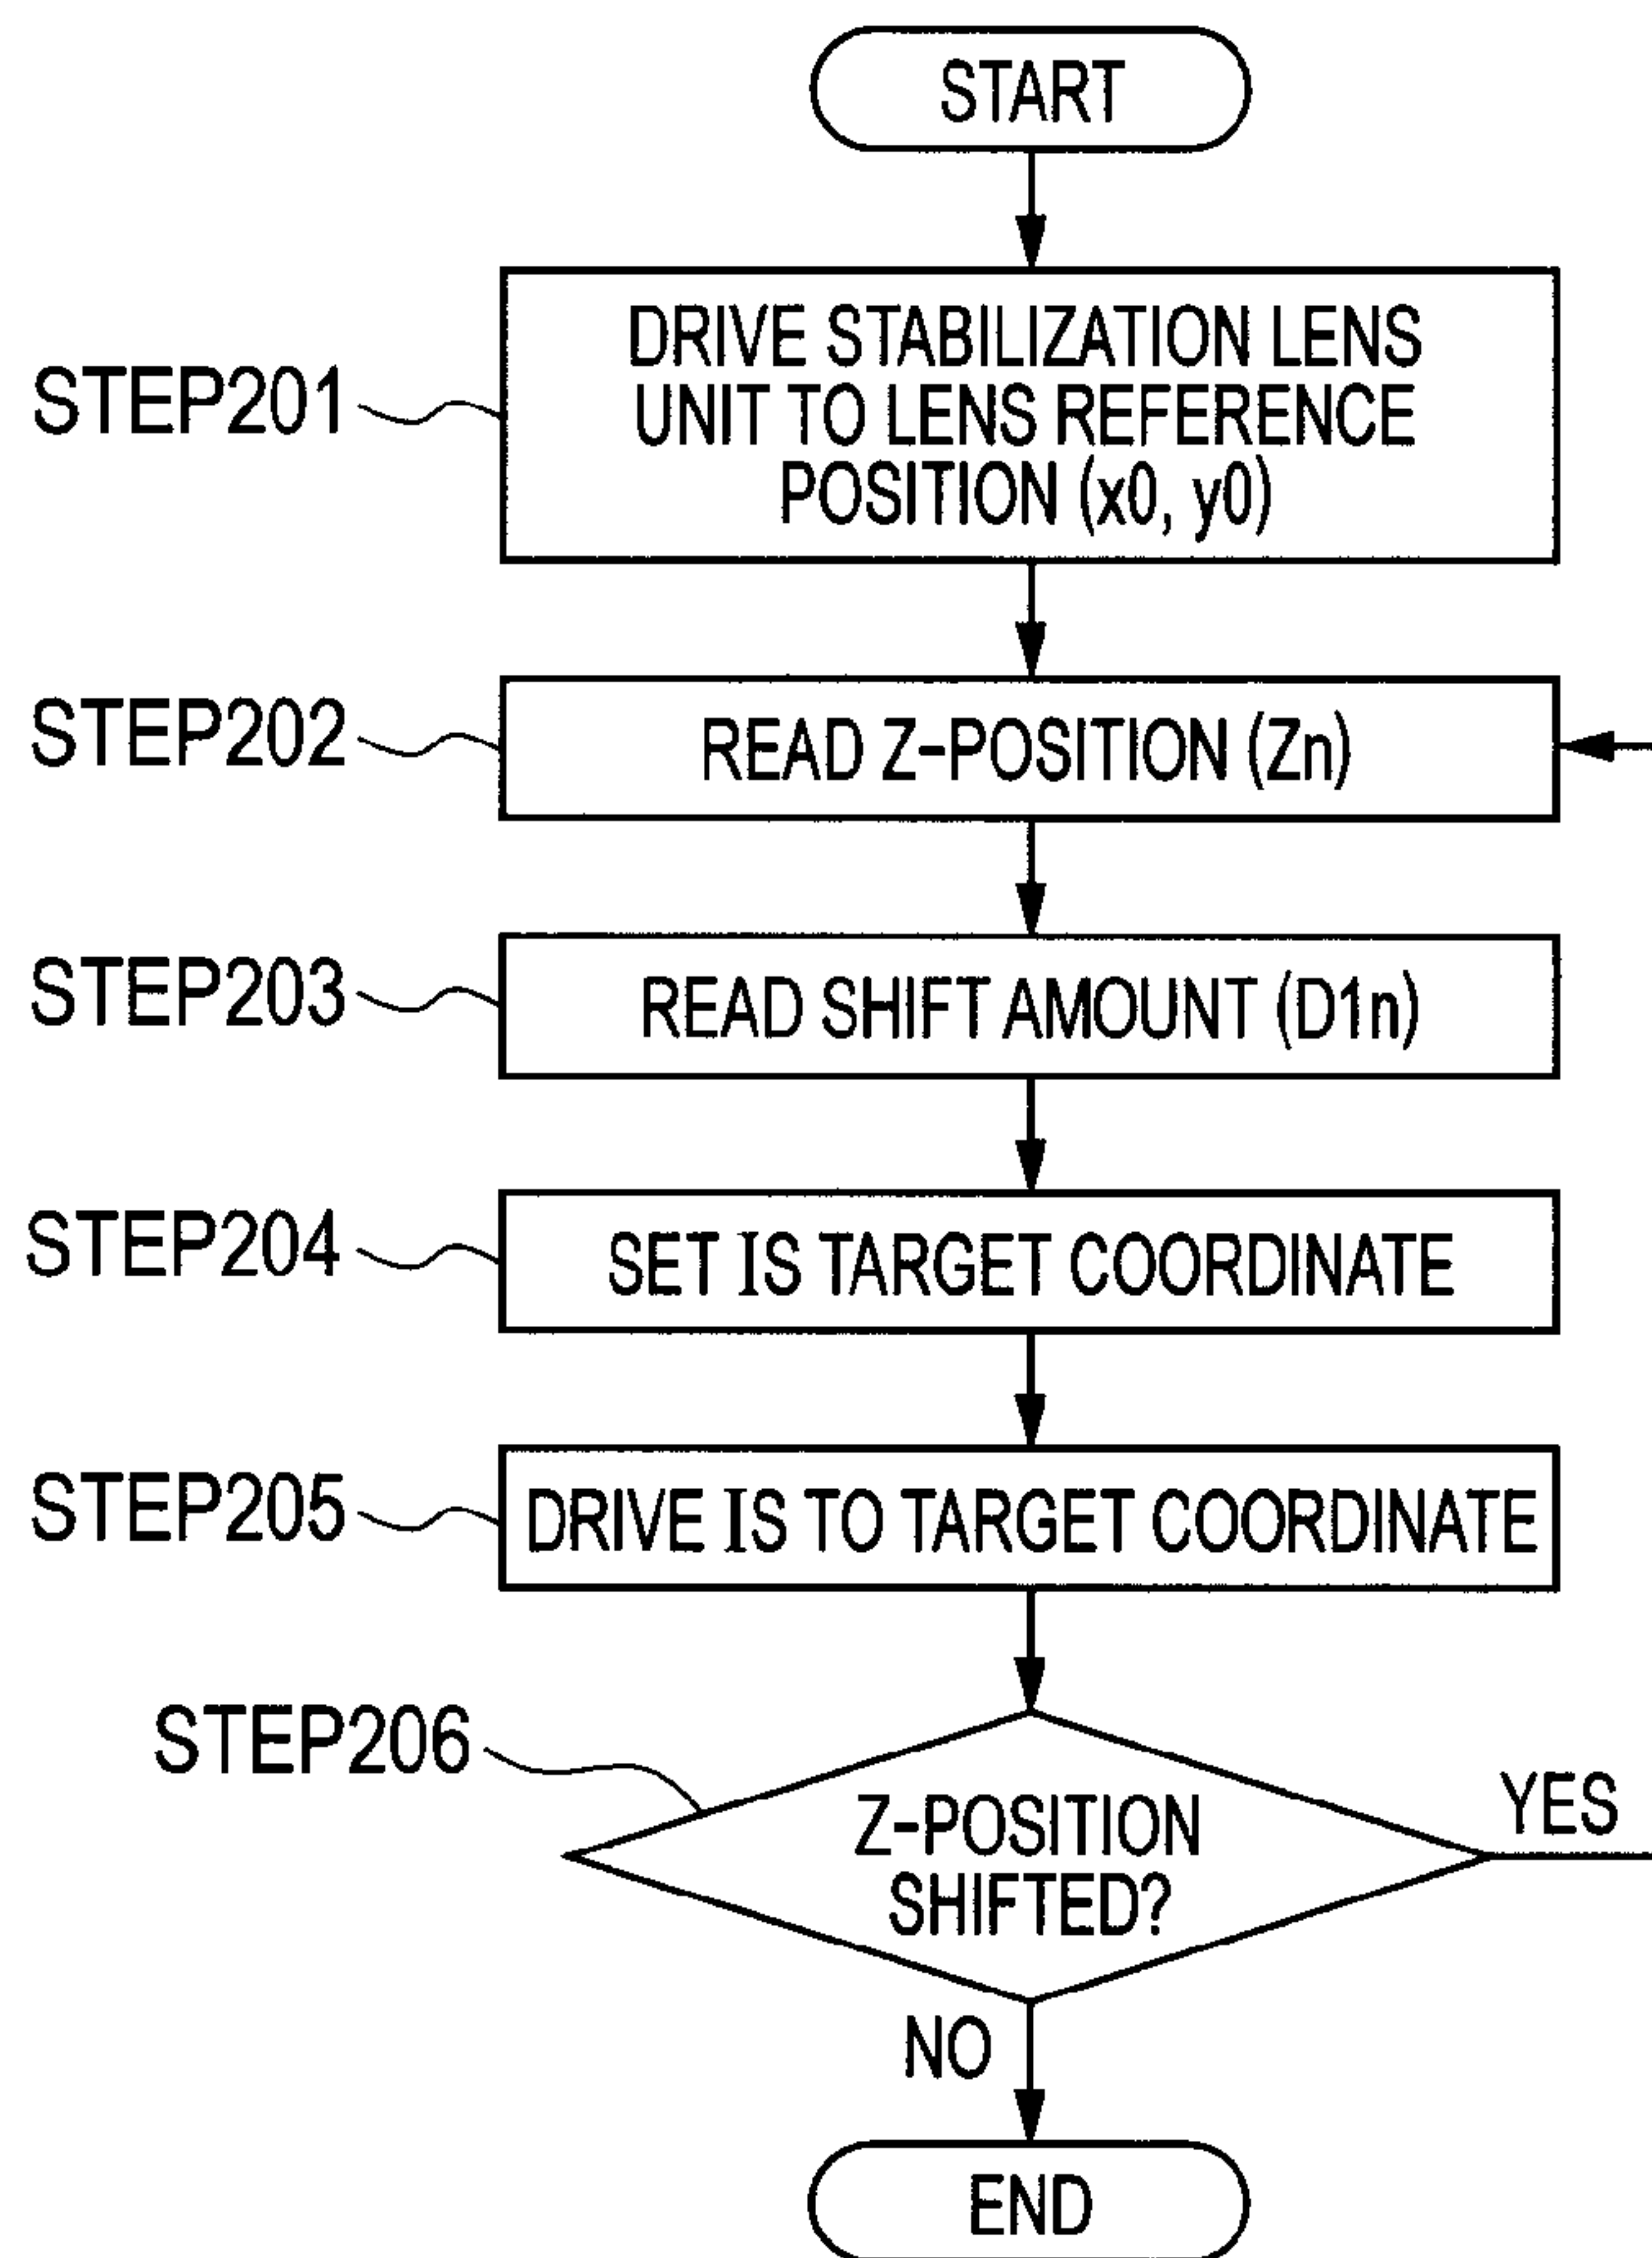 START
STEP201
DRIVE STABILIZATION LENS
UNIT TO LENS REFERENCE
POSITION (x0, y0)
STEP202
READ Z-POSITION (Zn)
STEP203
READ SHIFT AMOUNT (D1n)
STEP204
SET IS TARGET COORDINATE
STEP205
DRIVE IS TO TARGET COORDINATE
STEP206
Z-POSITION
SHIFTED?
YES
NO
END